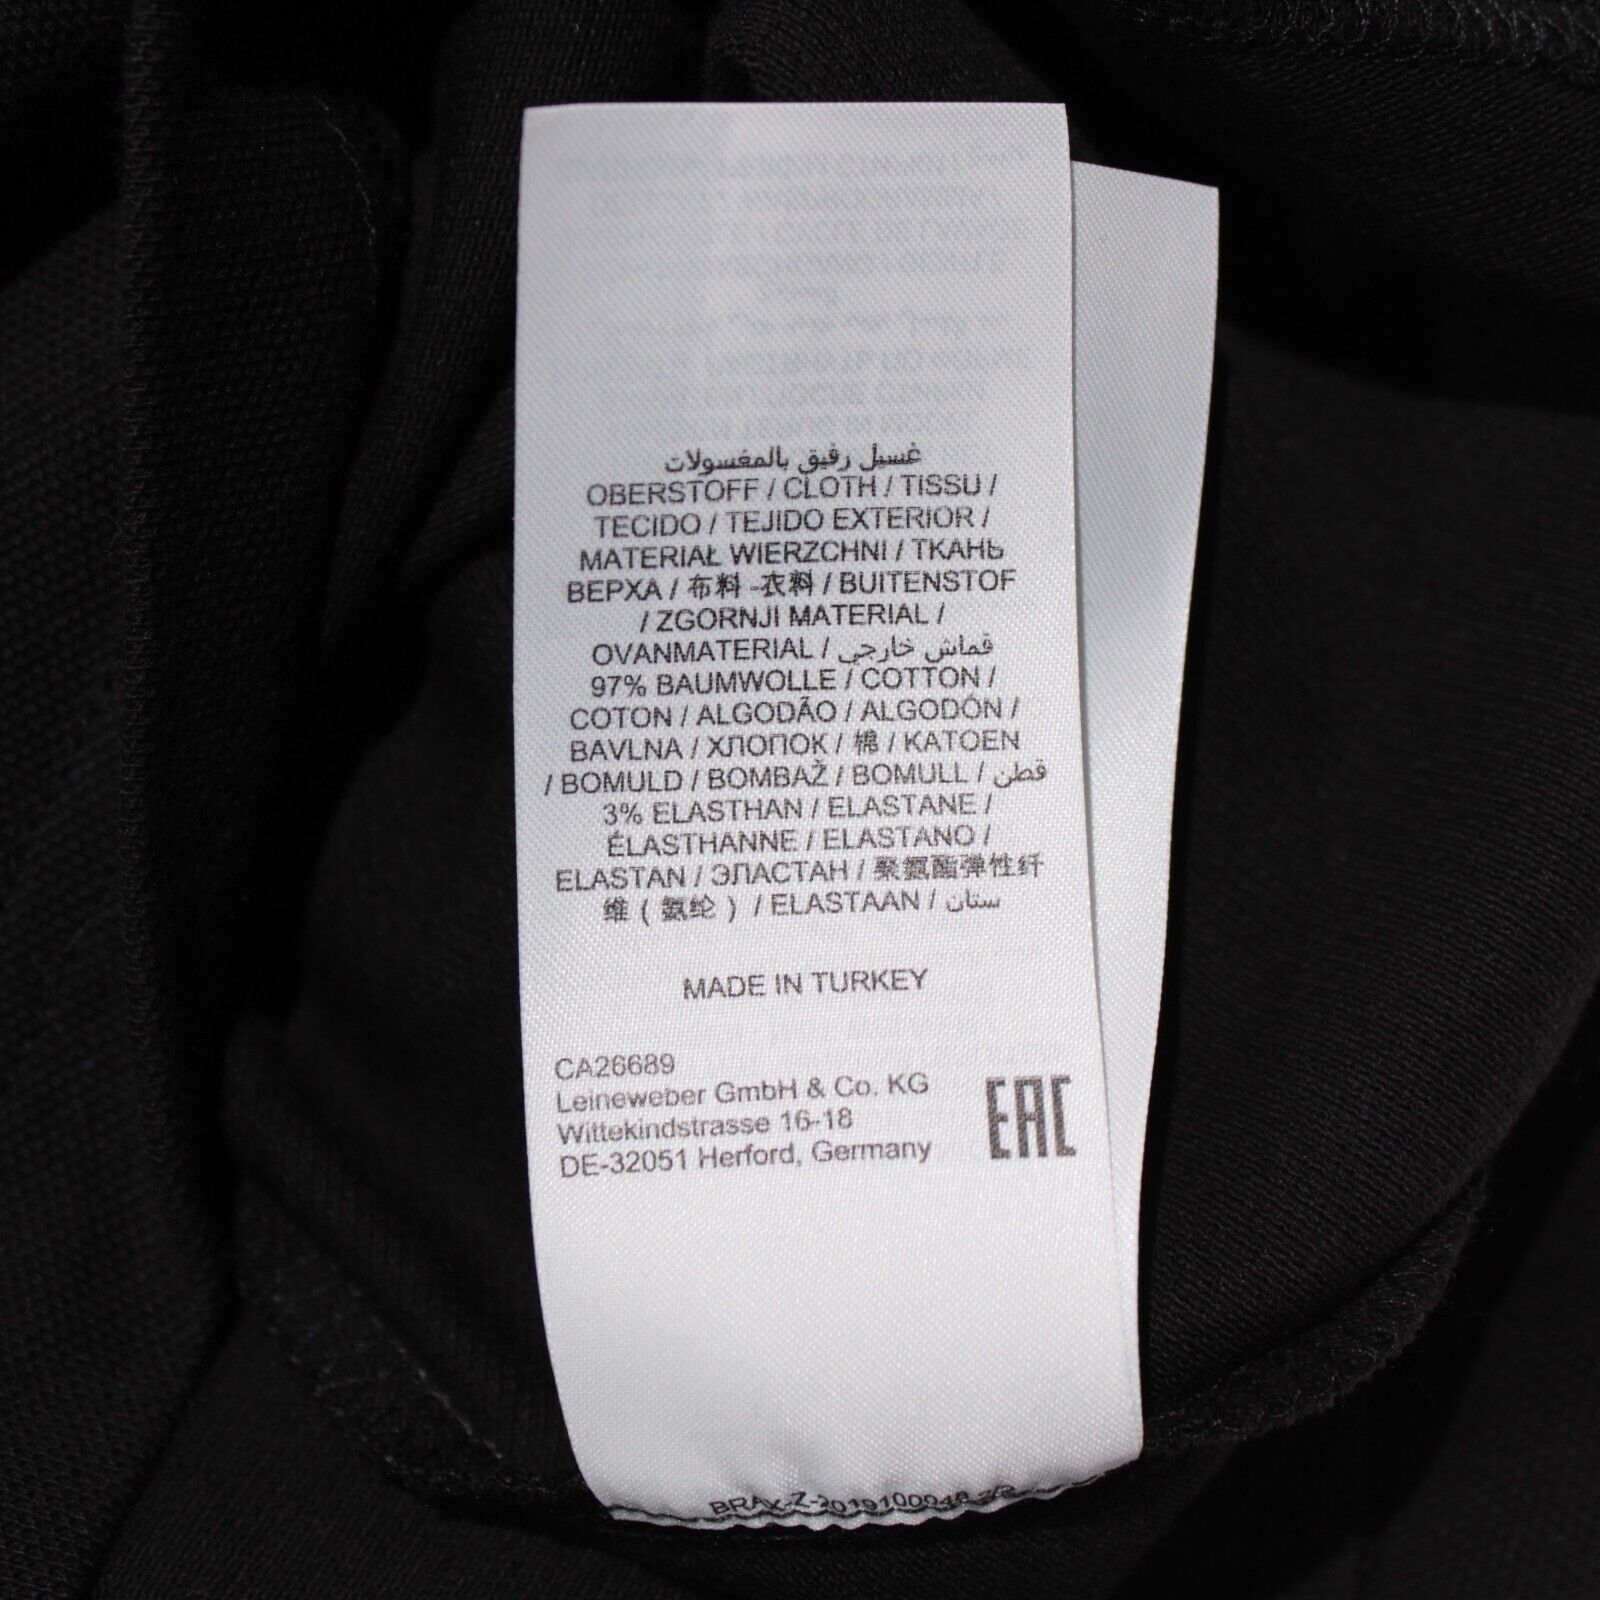 غسيل رفيق بالمغسولات
OBERSTOFF / CLOTH / TISSU /
TECIDO / TEJIDO EXTERIOR /
MATERIAŁ WIERZCHNI / ТКАНЬ
ВЕРХА / 布料 -衣料 / BUITENSTOF
/ ZGORNJI MATERIAL /
OVANMATERIAL / قماش خارجي
97% BAUMWOLLE / COTTON /
COTON / ALGODÃO / ALGODÓN /
BAVLNA / ХЛОПОК / 棉 / KATOEN
/ BOMULD / BOMBAŽ / BOMULL / قطن
3% ELASTHAN / ELASTANE /
ÉLASTHANNE / ELASTANO /
ELASTAN / ЭЛАСТАН / 聚氨酯弹性纤
维 ( 氨纶 ) / ELASTAAN / ستان
MADE IN TURKEY
CA26689
Leineweber GmbH & Co. KG
Wittekindstrasse 16-18
DE-32051 Herford, Germany
EAC
BRAX-Z-2019100048